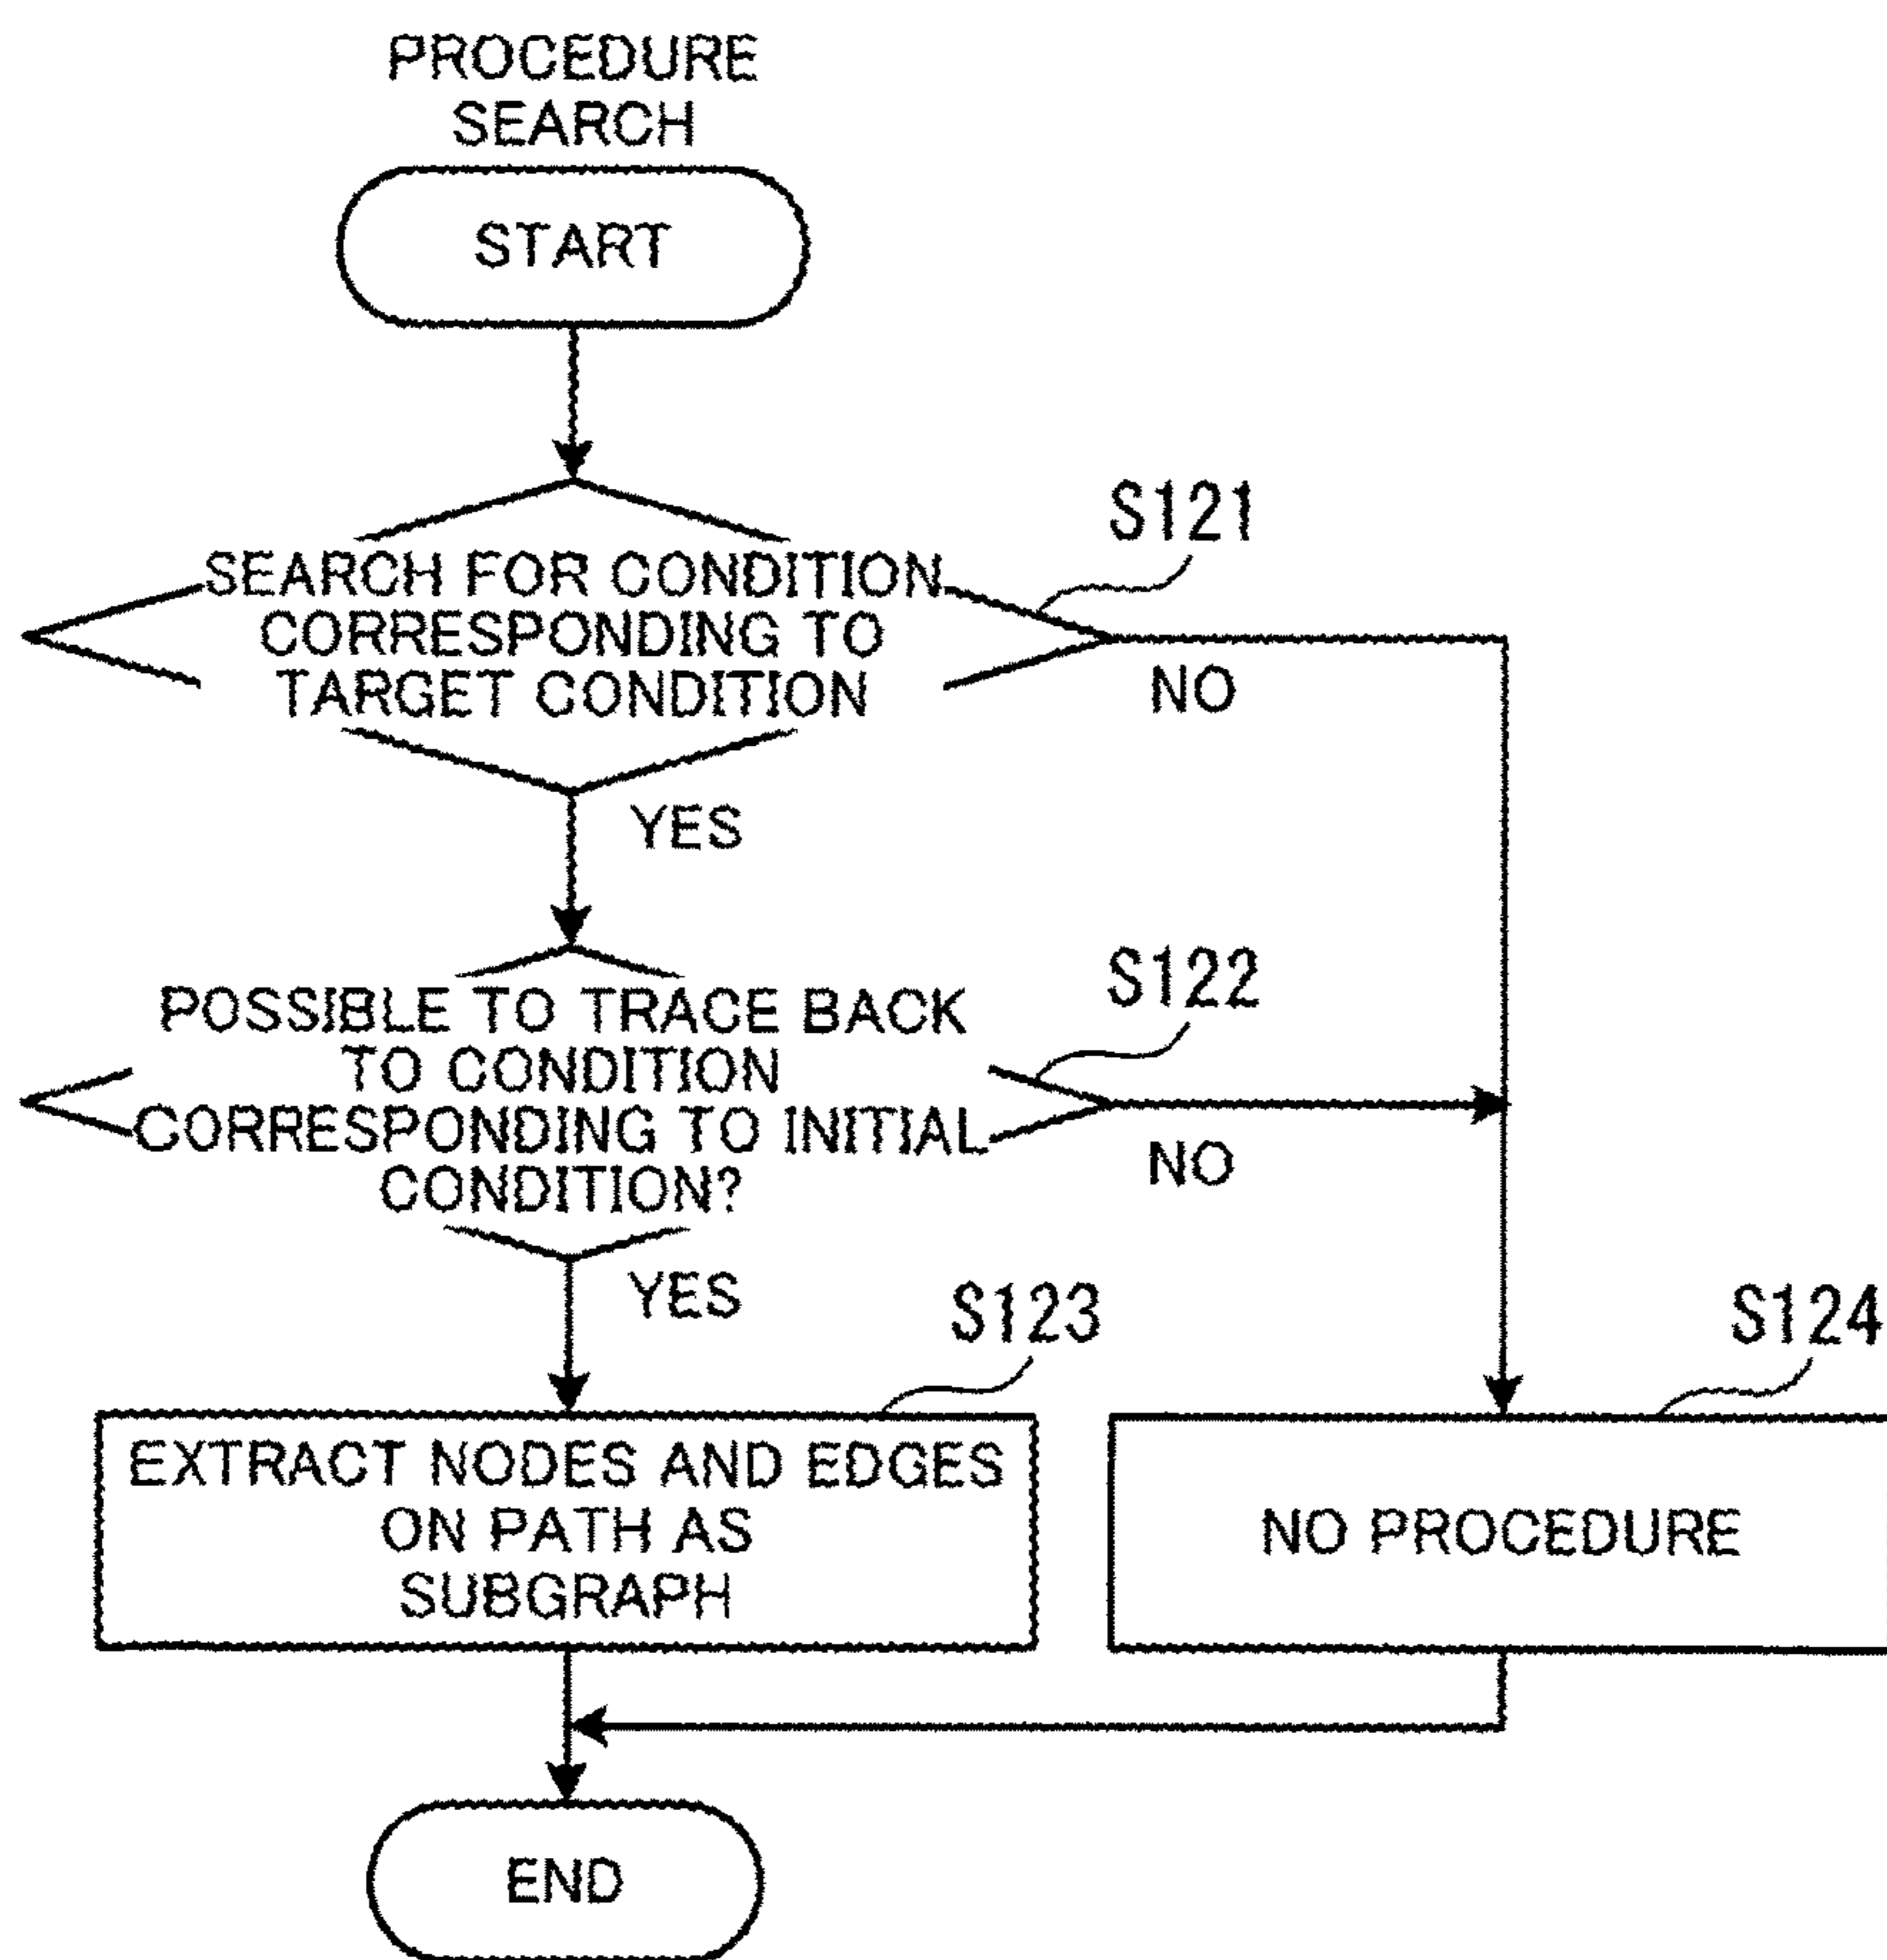 PROCEDURE
SEARCH
START
S121
SEARCH FOR CONDITION
CORRESPONDING TO
TARGET CONDITION
NO
YES
S122
POSSIBLE TO TRACE BACK
TO CONDITION
CORRESPONDING TO INITIAL
CONDITION?
NO
YES
S123
S124
EXTRACT NODES AND EDGES
ON PATH AS
SUBGRAPH
NO PROCEDURE
END